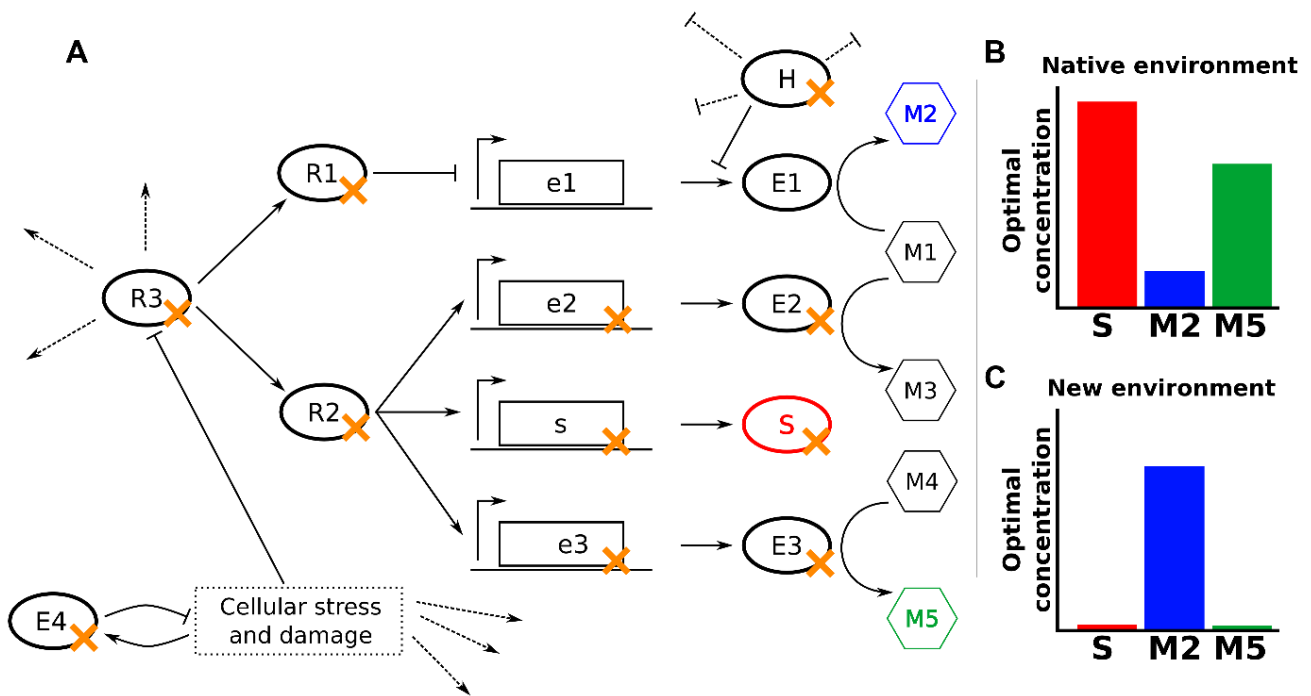 A
B
Native environment
Optimal
concentration
S M2 M5
C
New environment
Optimal
concentration
S M2 M5
H
M2
R1
e1
E1
M1
R3
e2
E2
M3
R2
s
S
M4
e3
E3
M5
E4
Cellular stress
and damage